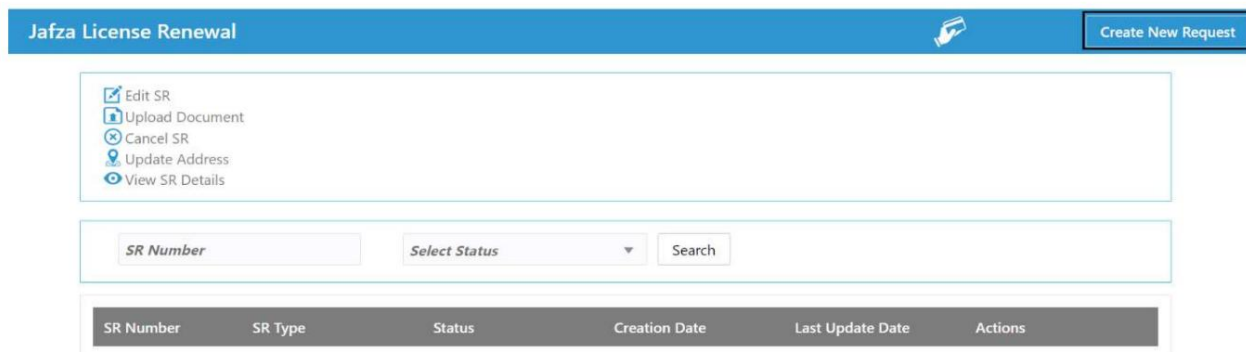 Jafza License Renewal Create New Request
Edit SR
Upload Document
Cancel SR
Update Address
View SR Details
SR Number Select Status Search
SR Number SR Type Status Creation Date Last Update Date Actions